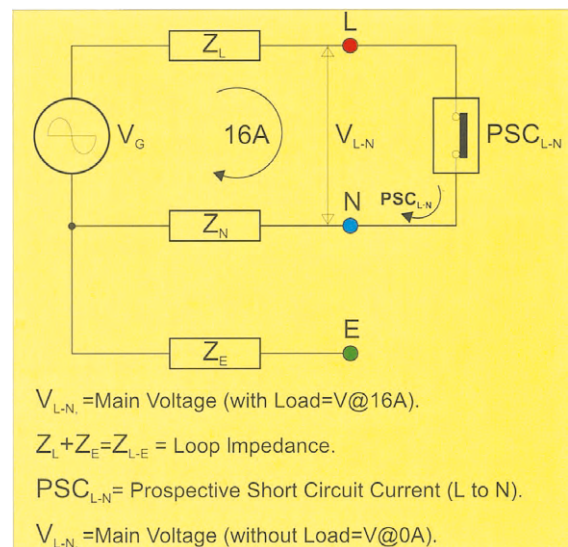 L
Z_L
V_G
16A
V_L-N
PSC_L-N
N
PSC_L-N
Z_N
E
Z_E
V_L-N, =Main Voltage (with Load=V@16A).
Z_L+Z_E=Z_L-E = Loop Impedance.
PSC_L-N= Prospective Short Circuit Current (L to N).
V_L-N, =Main Voltage (without Load=V@0A).